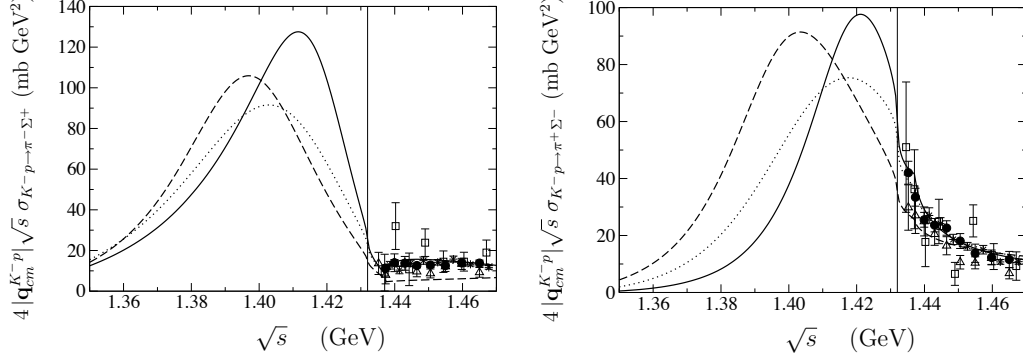 4 |q_{cm}^{K⁻p}|√s σ_{K⁻p→π⁻Σ⁺} (mb GeV²)
140
120
100
80
60
40
20
0
1.36 1.38 1.40 1.42 1.44 1.46
√s (GeV)
4 |q_{cm}^{K⁻p}|√s σ_{K⁻p→π⁺Σ⁻} (mb GeV²)
100
80
60
40
20
0
1.36 1.38 1.40 1.42 1.44 1.46
√s (GeV)